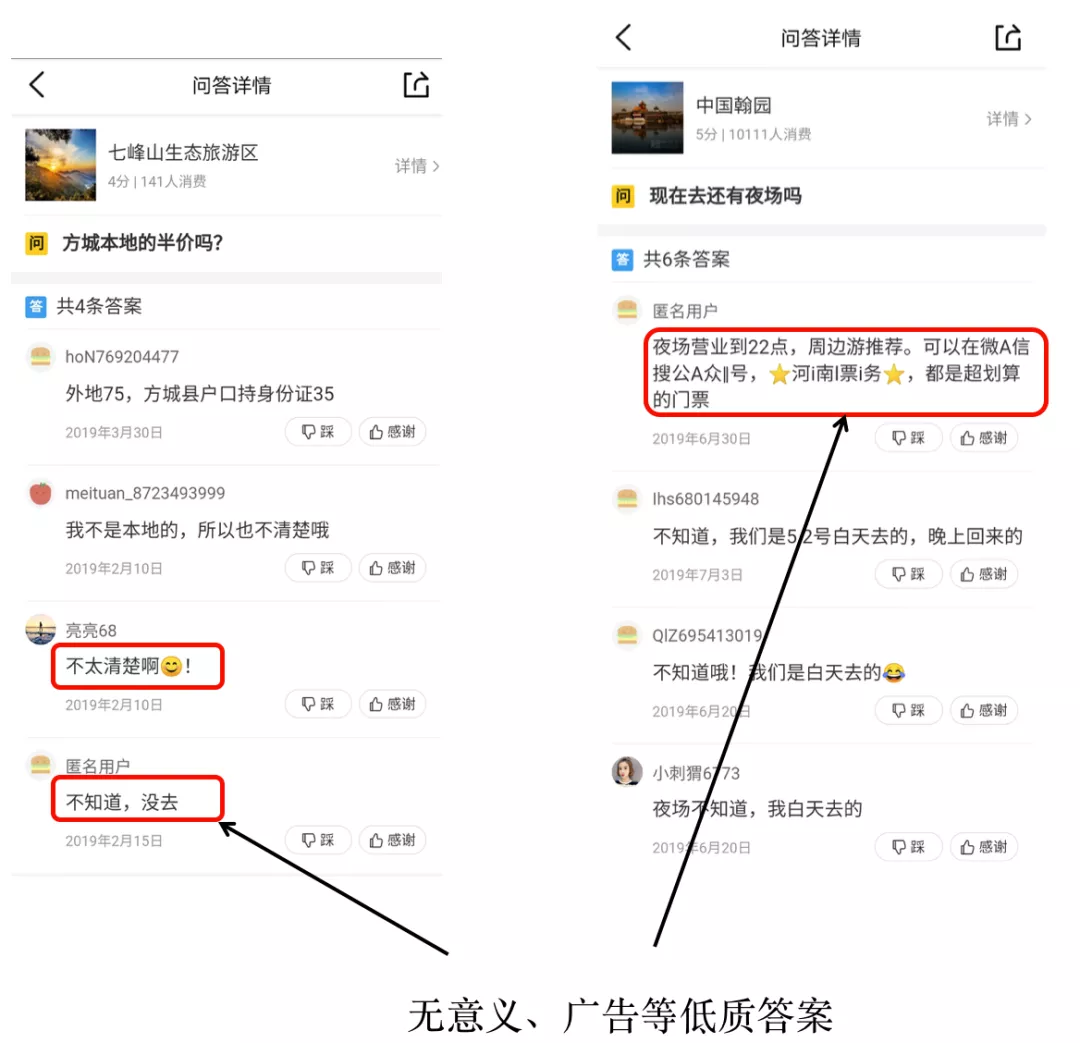 问答详情
七峰山生态旅游区
4分 | 141人消费
详情
问 方城本地的半价吗？
答 共4条答案
hoN769204477
外地75，方城县户口持身份证35
2019年3月30日
踩
感谢
meituan_8723493999
我不是本地的，所以也不清楚哦
2019年2月10日
踩
感谢
亮亮68
不太清楚啊😊！
2019年2月10日
踩
感谢
匿名用户
不知道，没去
2019年2月15日
踩
感谢
问答详情
中国翰园
5分 | 10111人消费
详情
问 现在去还有夜场吗
答 共6条答案
匿名用户
夜场营业到22点，周边游推荐。可以在微A信
搜公A众‖号，⭐河i南I票i务⭐，都是超划算
的门票
2019年6月30日
踩
感谢
lhs680145948
不知道，我们是5.2号白天去的，晚上回来的
2019年7月3日
踩
感谢
QlZ695413019
不知道哦！我们是白天去的😂
2019年6月20日
踩
感谢
小刺猬6773
夜场不知道，我白天去的
2019年6月20日
踩
感谢
无意义、广告等低质答案